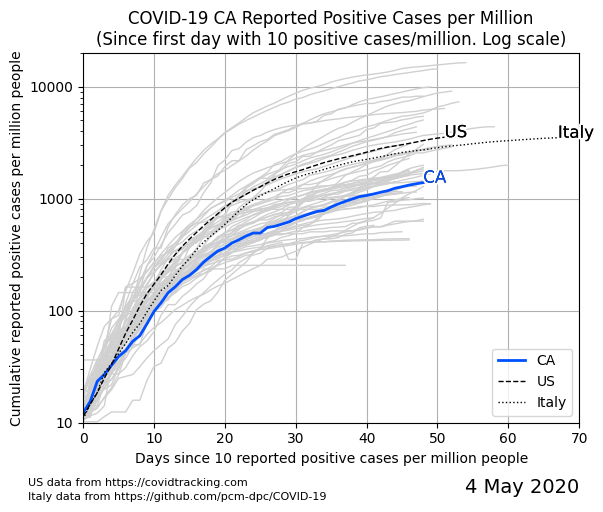 COVID-19 CA Reported Positive Cases per Million
(Since first day with 10 positive cases/million. Log scale)
Cumulative reported positive cases per million people
10000
1000
100
10
US
Italy
CA
CA
US
Italy
0 10 20 30 40 50 60 70
Days since 10 reported positive cases per million people
US data from https://covidtracking.com
Italy data from https://github.com/pcm-dpc/COVID-19
4 May 2020